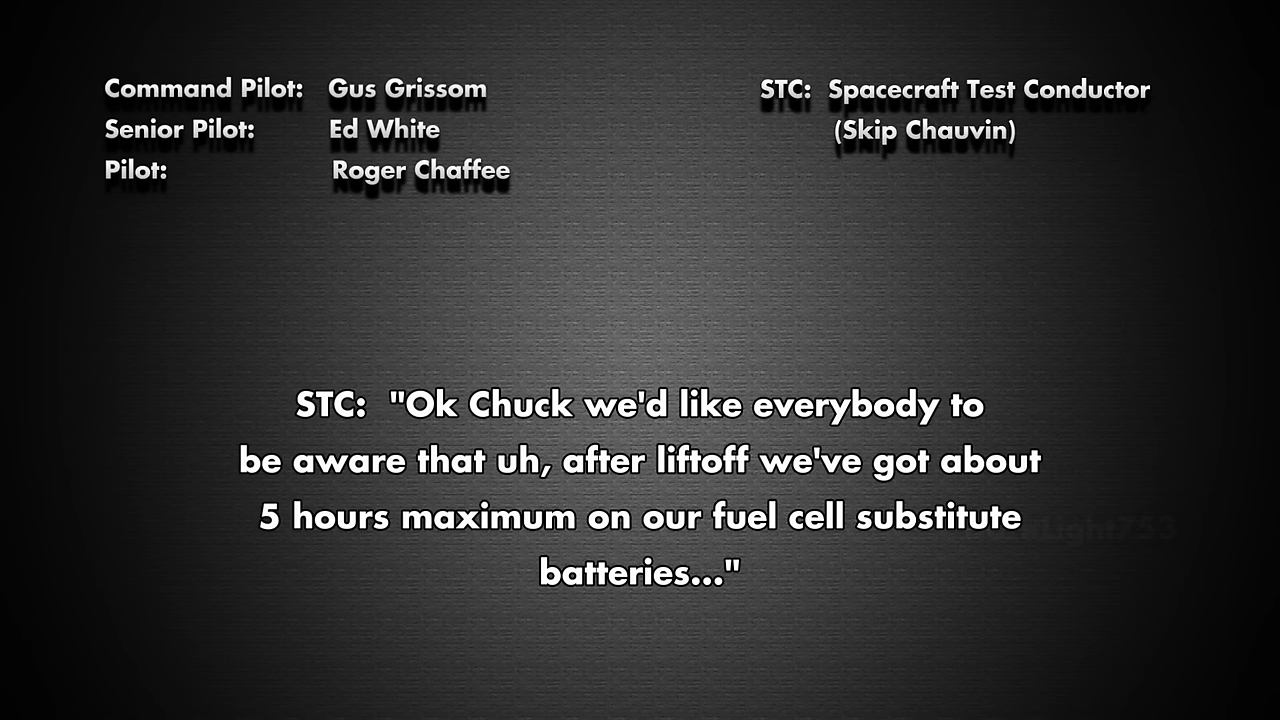 Command Pilot: Gus Grissom
Senior Pilot: Ed White
Pilot: Roger Chaffee
STC: Spacecraft Test Conductor
(Skip Chauvin)
STC: "Ok Chuck we'd like everybody to
be aware that uh, after liftoff we've got about
5 hours maximum on our fuel cell substitute
batteries..."